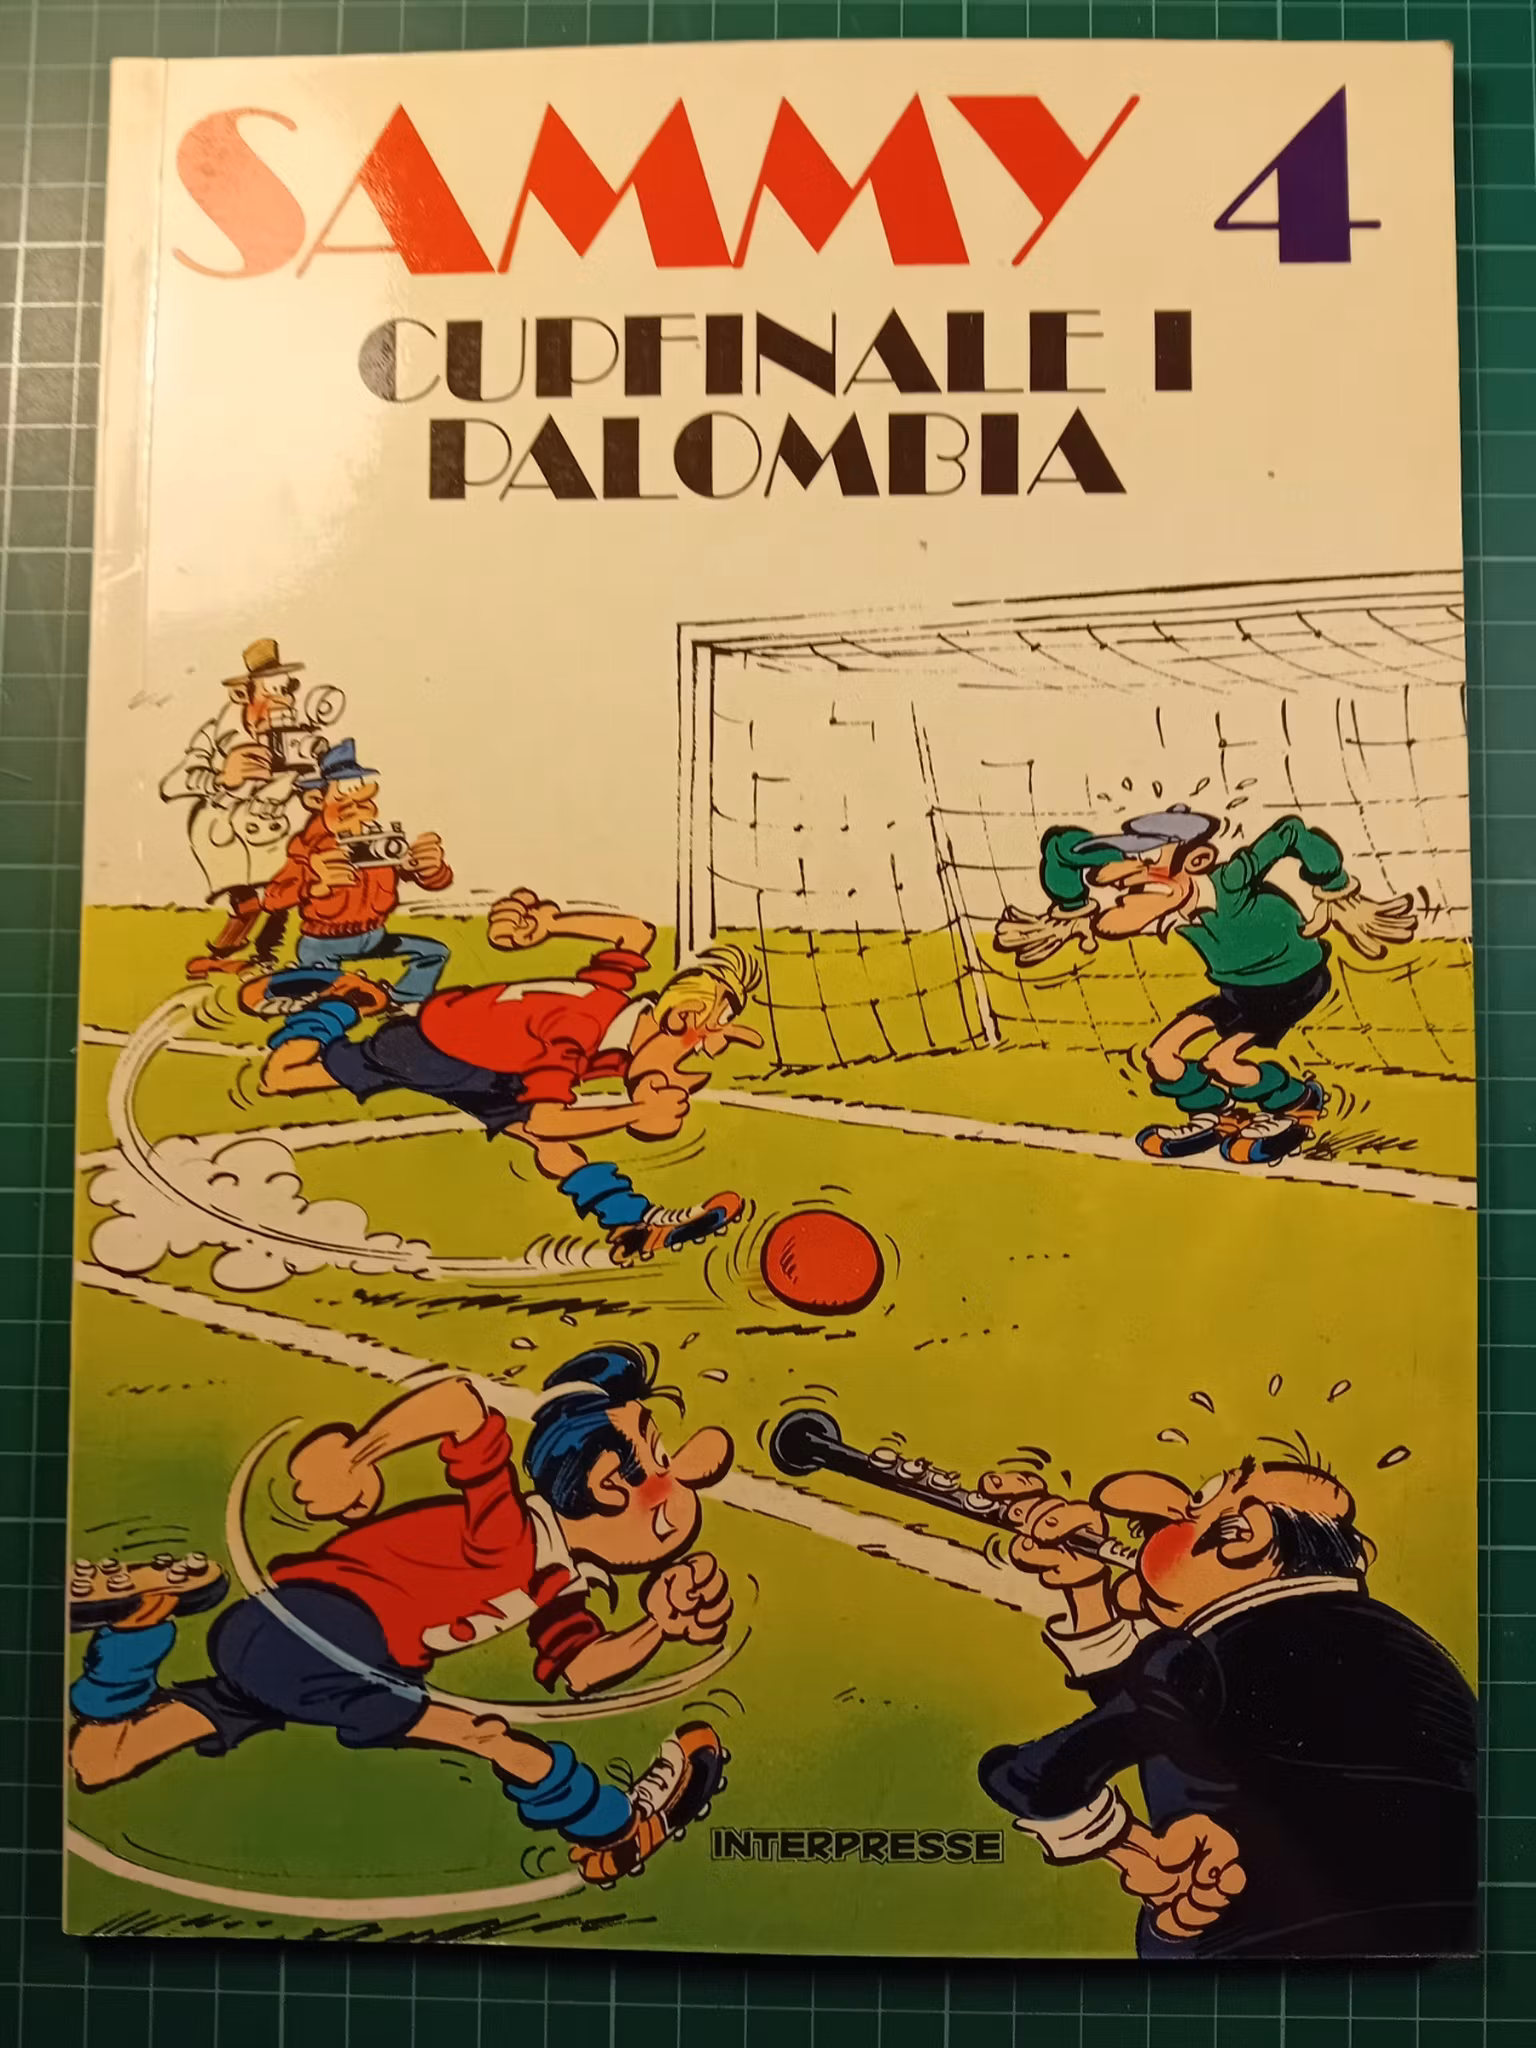 SAMMY 4
CUPFINALE I
PALOMBIA
INTERPRESSE